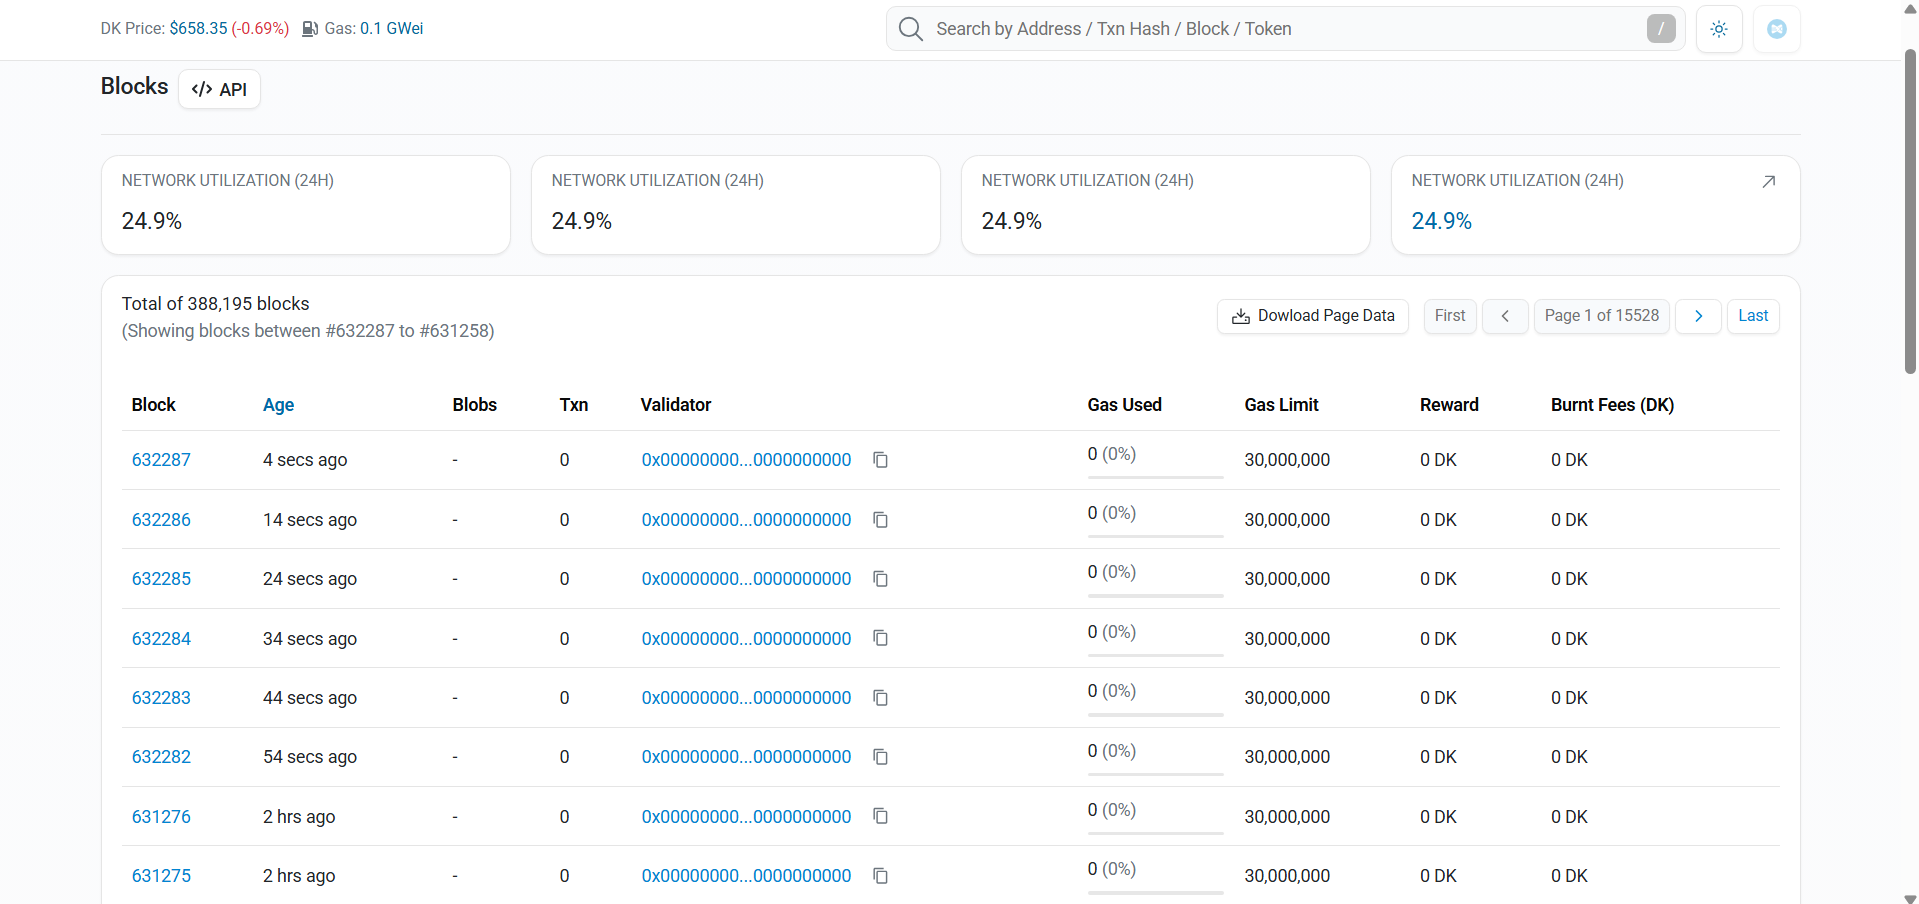 DK Price: $658.35 (-0.69%) Gas: 0.1 GWei
Search by Address / Txn Hash / Block / Token /
Blocks </> API
NETWORK UTILIZATION (24H) NETWORK UTILIZATION (24H) NETWORK UTILIZATION (24H) NETWORK UTILIZATION (24H)
24.9% 24.9% 24.9% 24.9%
Total of 388,195 blocks
(Showing blocks between #632287 to #631258)
Dowload Page Data First Page 1 of 15528 Last
Block Age Blobs Txn Validator Gas Used Gas Limit Reward Burnt Fees (DK)
632287 4 secs ago - 0 0x00000000...0000000000 0 (0%) 30,000,000 0 DK 0 DK
632286 14 secs ago - 0 0x00000000...0000000000 0 (0%) 30,000,000 0 DK 0 DK
632285 24 secs ago - 0 0x00000000...0000000000 0 (0%) 30,000,000 0 DK 0 DK
632284 34 secs ago - 0 0x00000000...0000000000 0 (0%) 30,000,000 0 DK 0 DK
632283 44 secs ago - 0 0x00000000...0000000000 0 (0%) 30,000,000 0 DK 0 DK
632282 54 secs ago - 0 0x00000000...0000000000 0 (0%) 30,000,000 0 DK 0 DK
631276 2 hrs ago - 0 0x00000000...0000000000 0 (0%) 30,000,000 0 DK 0 DK
631275 2 hrs ago - 0 0x00000000...0000000000 0 (0%) 30,000,000 0 DK 0 DK